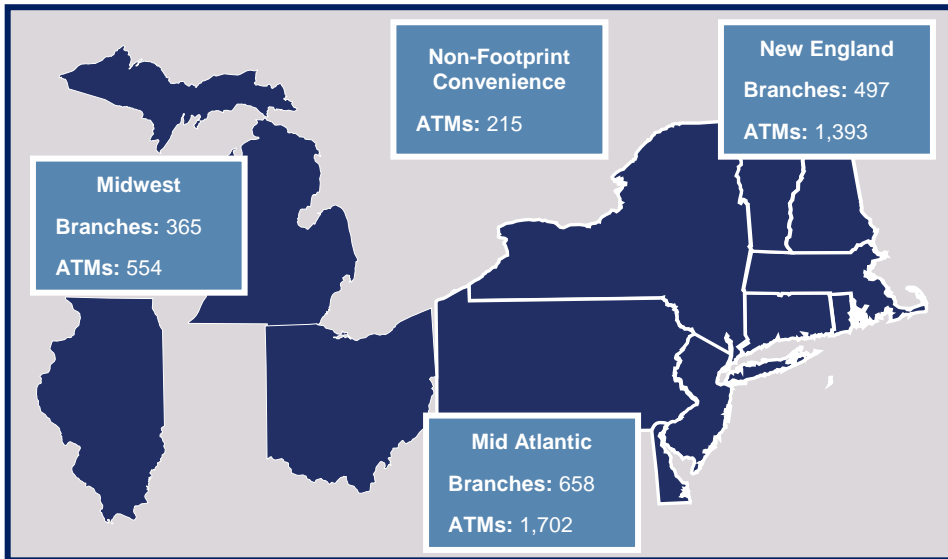 Non-Footprint
Convenience
ATMs: 215
New England
Branches: 497
ATMs: 1,393
Midwest
Branches: 365
ATMs: 554
Mid Atlantic
Branches: 658
ATMs: 1,702